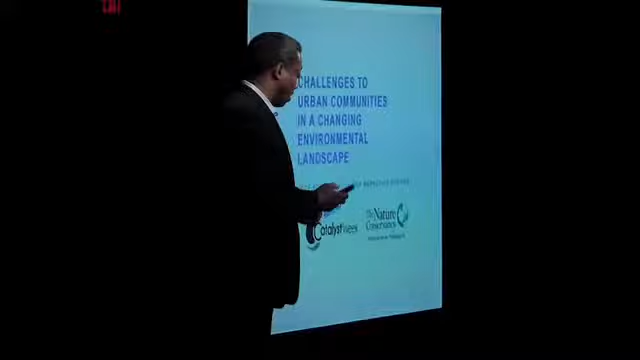 CHALLENGES TO
URBAN COMMUNITIES
IN A CHANGING
ENVIRONMENTAL
LANDSCAPE
Catalyst
The Nature
Conservancy